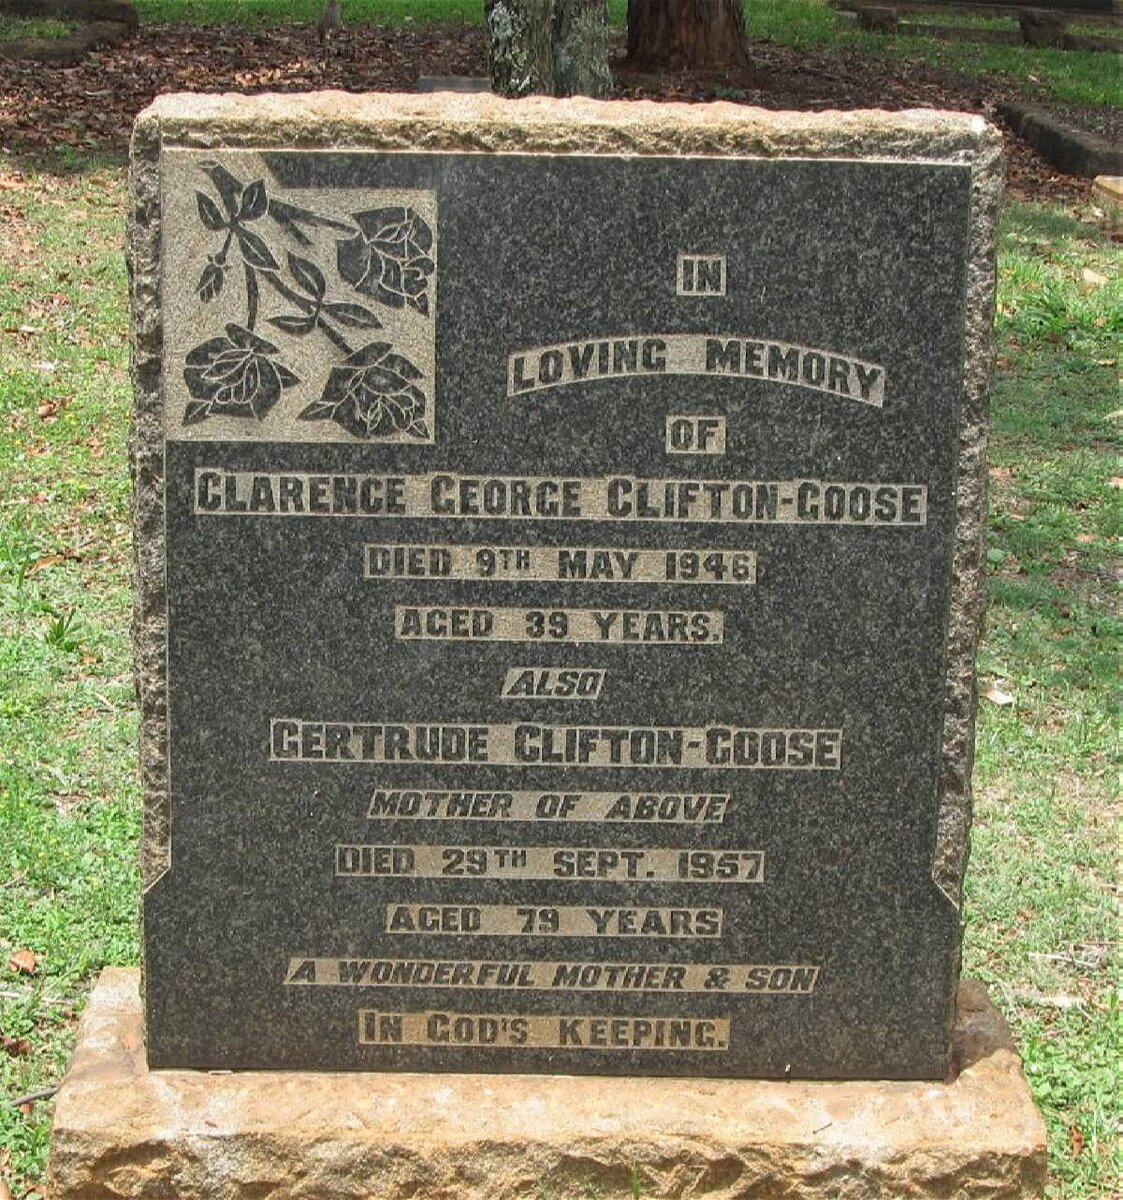 IN
LOVING MEMORY
OF
CLARENCE GEORGE CLIFTON-GOOSE
DIED 9TH MAY 1946
AGED 39 YEARS.
ALSO
GERTRUDE CLIFTON-GOOSE
MOTHER OF ABOVE
DIED 29TH SEPT. 1957
AGED 79 YEARS
A WONDERFUL MOTHER & SON
IN GOD'S KEEPING.